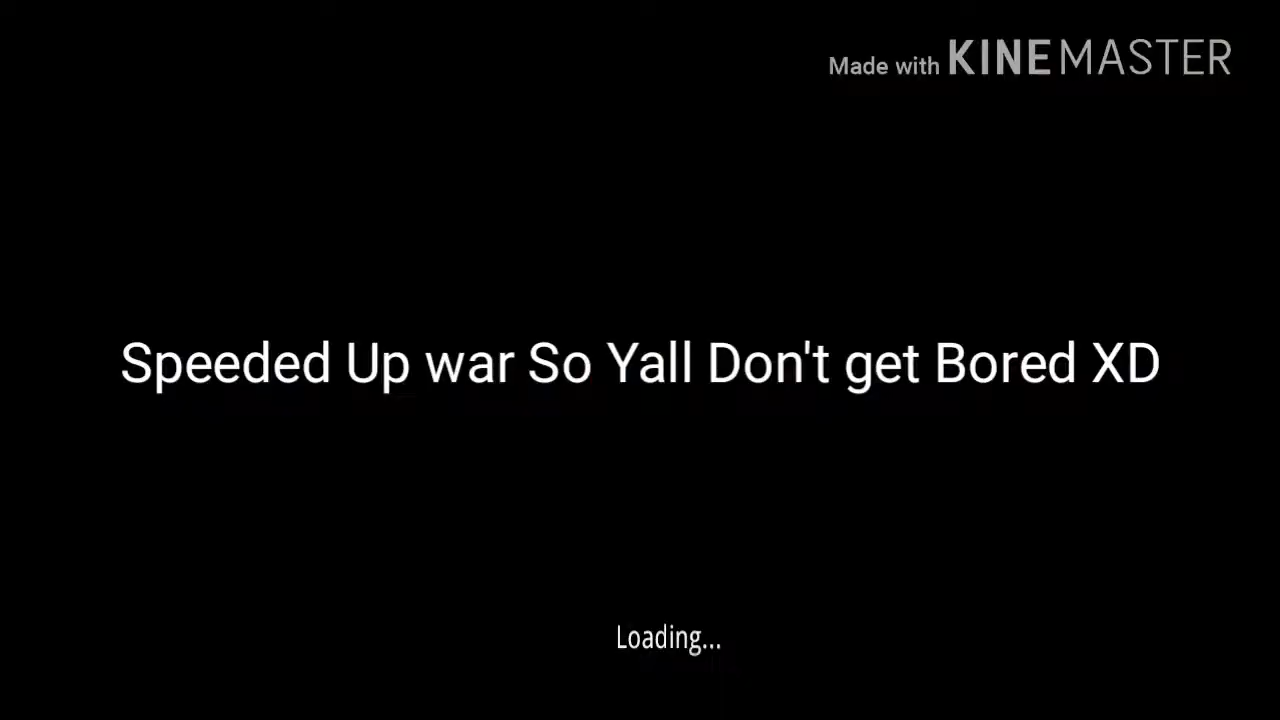 Made with KINEMASTER
Speeded Up war So Yall Don't get Bored XD
Loading...